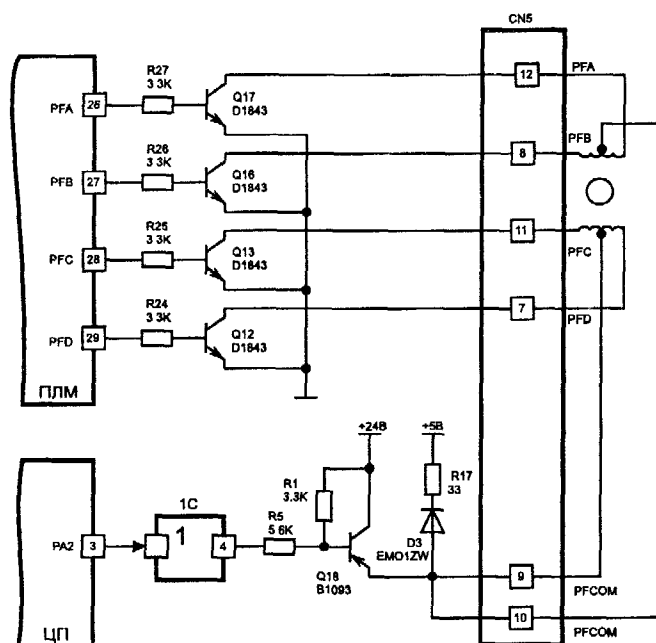 CN5
R27
3.3K
PFA
26
Q17
D1843
12
PFA
R26
3.3K
PFB
27
Q16
D1843
8
PFB
R25
3.3K
PFC
28
Q13
D1843
11
PFC
R24
3.3K
PFD
29
Q12
D1843
7
PFD
ПЛМ
+24В
+5В
R1
3.3K
R17
33
1С
R5
5.6K
PA2
3
1
4
D3
EMO1ZW
Q18
B1093
9
PFCOM
10
PFCOM
ЦП